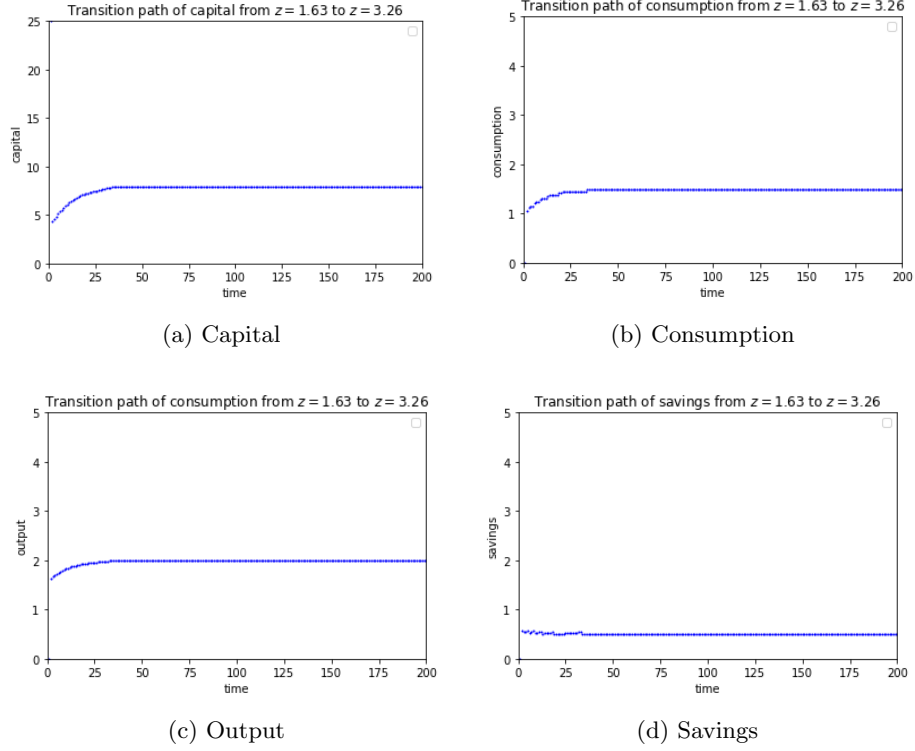 Transition path of capital from z = 1.63 to z = 3.26
25
20
15
10
5
0
capital
0 25 50 75 100 125 150 175 200
time
(a) Capital
Transition path of consumption from z = 1.63 to z = 3.26
5
4
3
2
1
0
consumption
0 25 50 75 100 125 150 175 200
time
(b) Consumption
Transition path of consumption from z = 1.63 to z = 3.26
5
4
3
2
1
0
output
0 25 50 75 100 125 150 175 200
time
(c) Output
Transition path of savings from z = 1.63 to z = 3.26
5
4
3
2
1
0
savings
0 25 50 75 100 125 150 175 200
time
(d) Savings